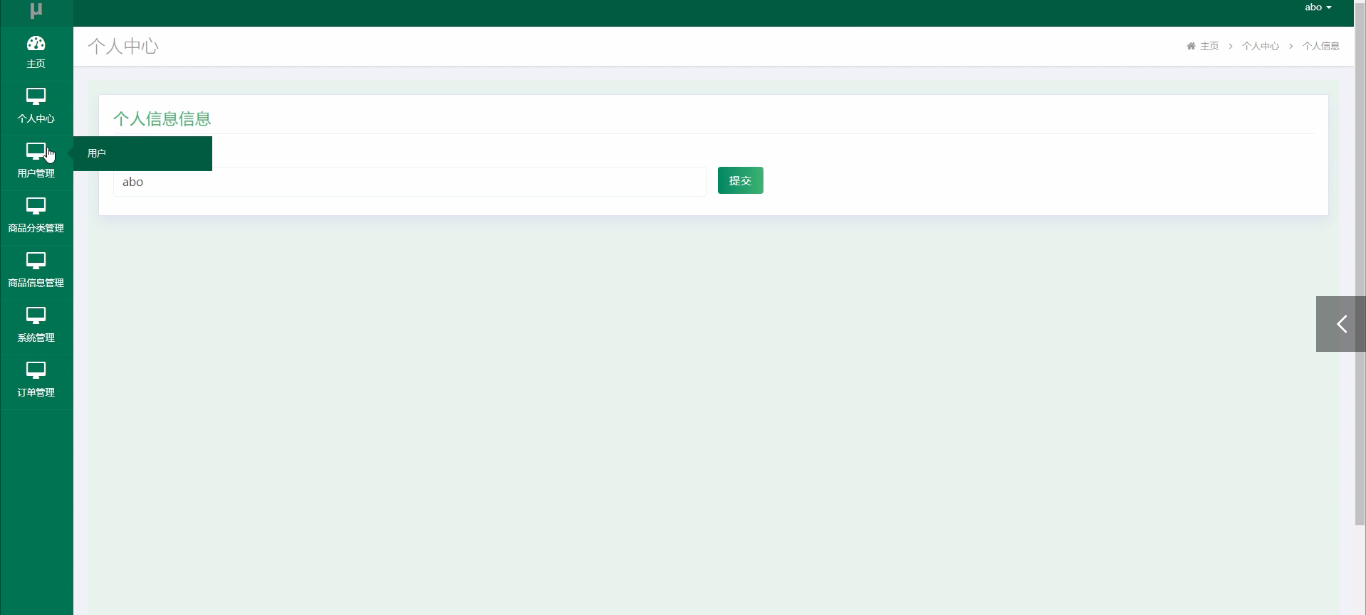 µ
abo
主页
个人中心
用户管理
商品分类管理
商品信息管理
系统管理
订单管理
个人中心
主页 > 个人中心 > 个人信息
个人信息信息
用户
abo
提交